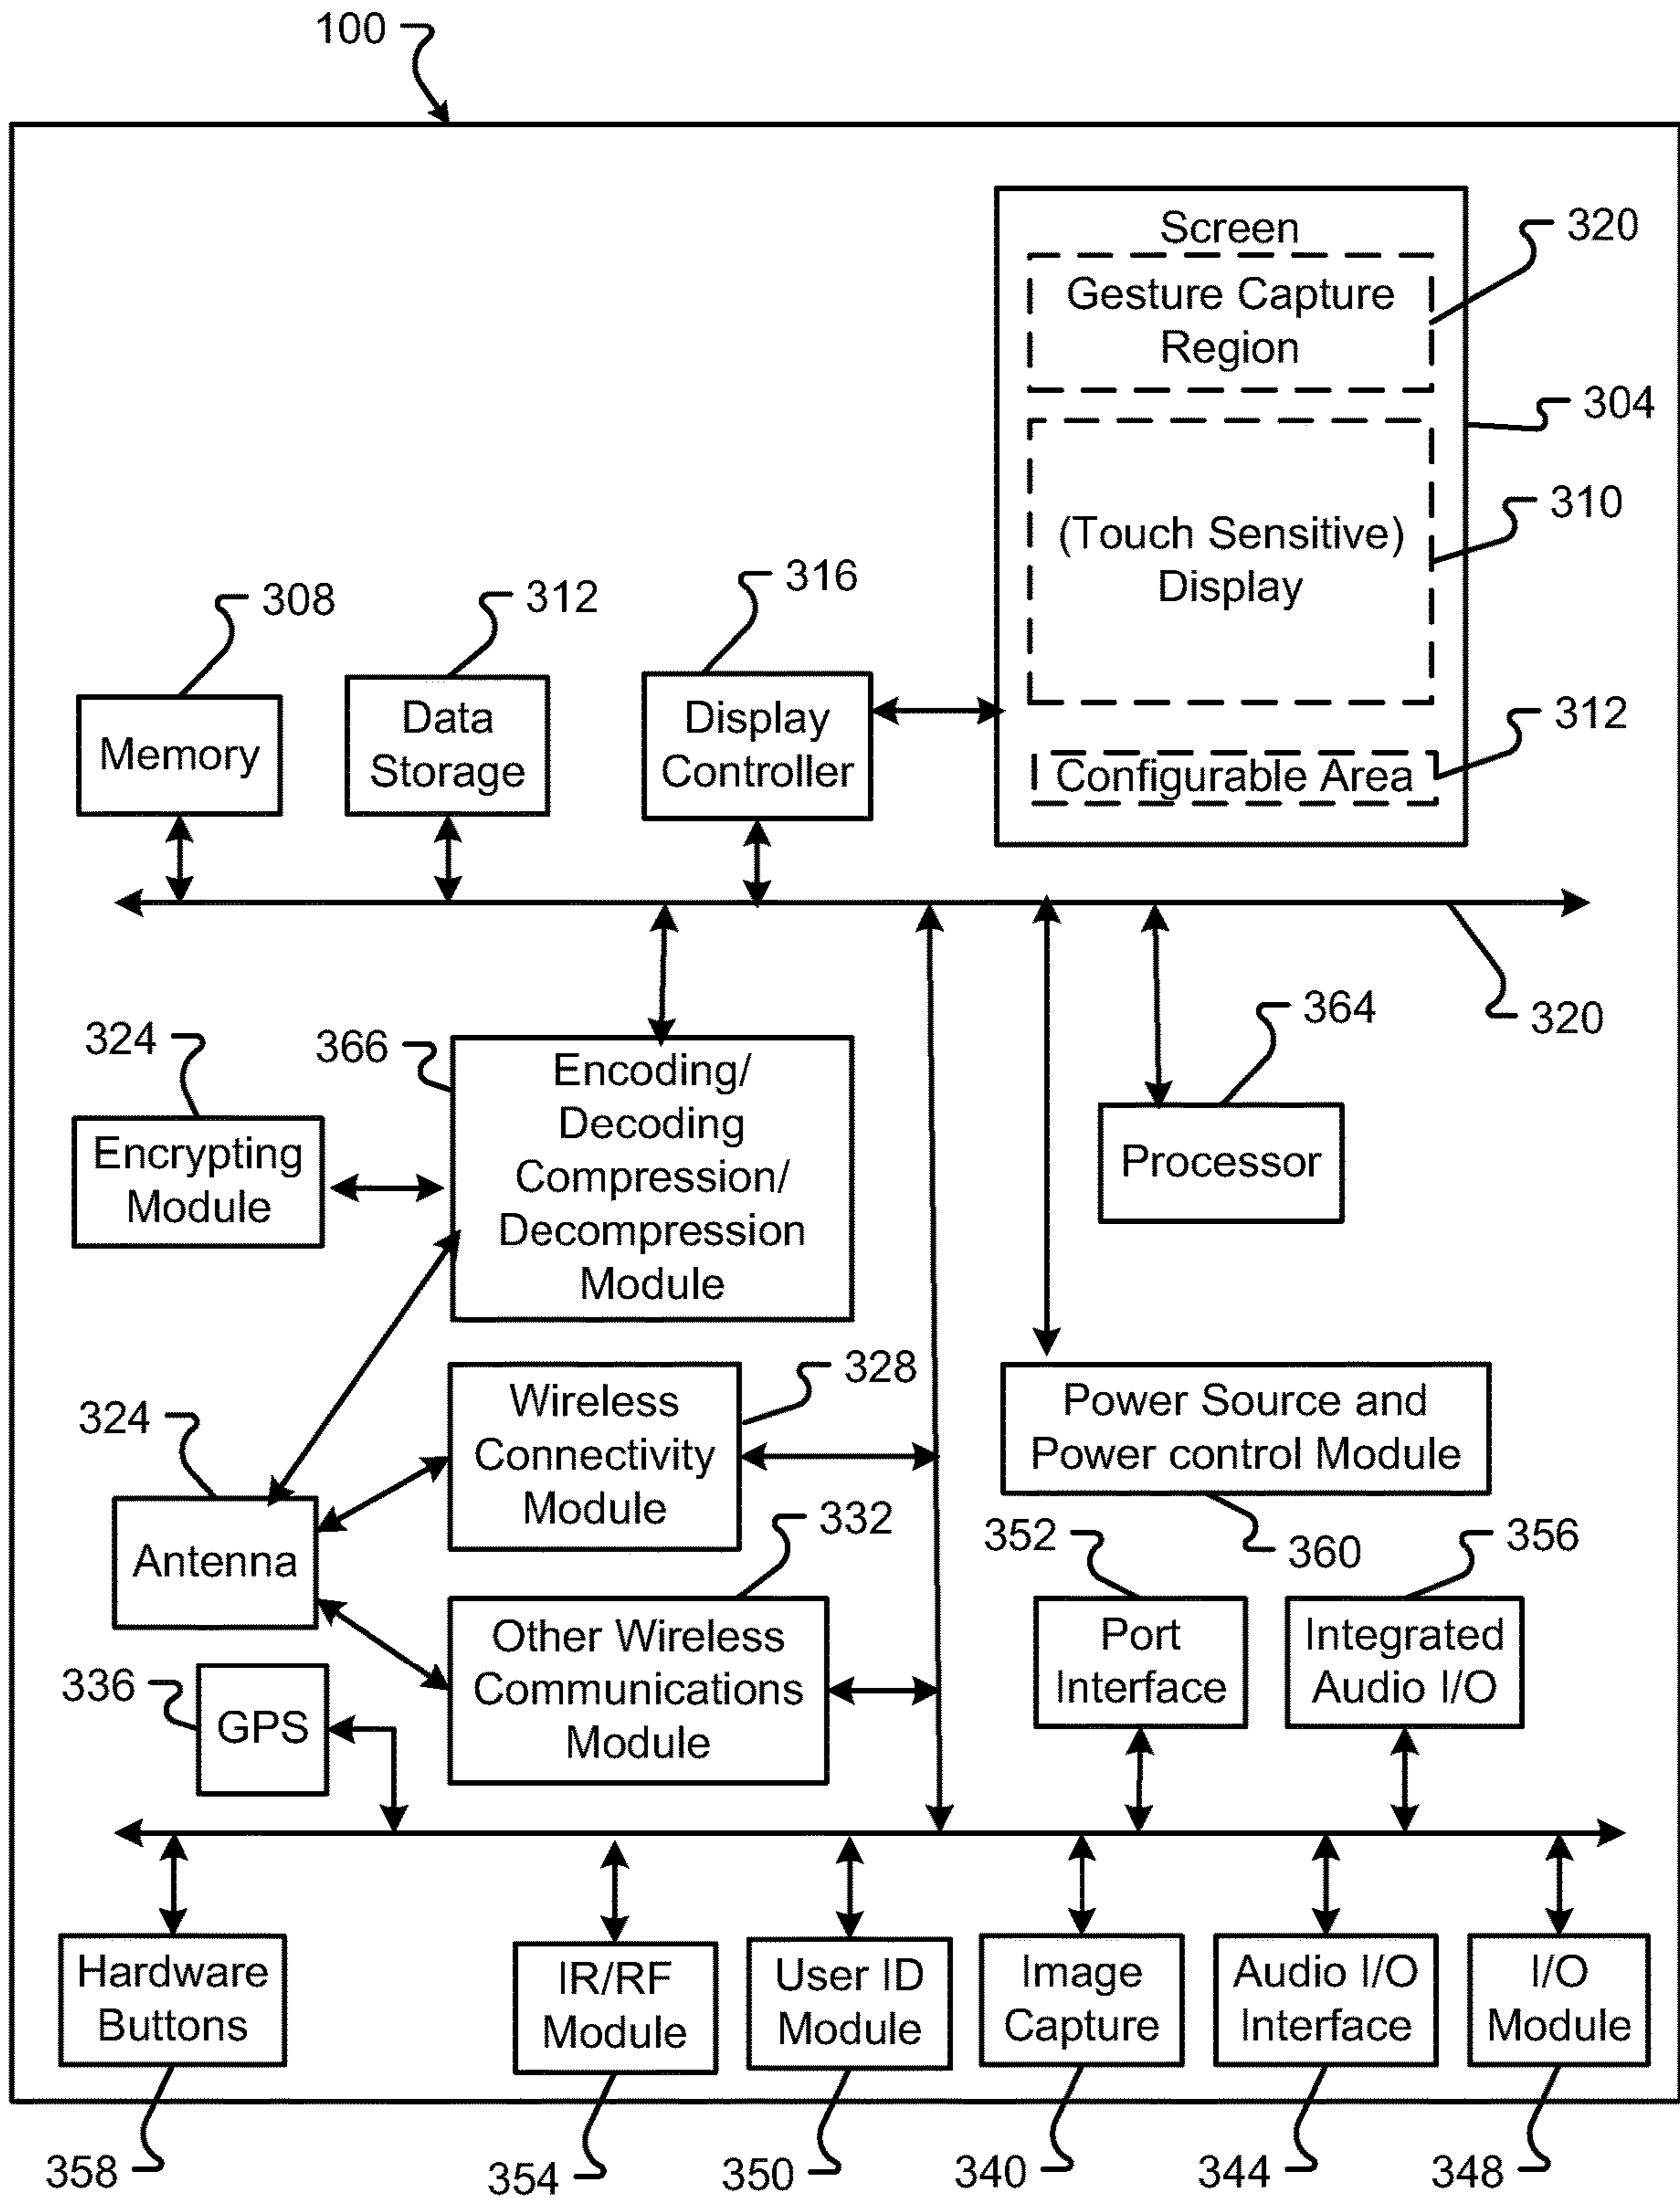 100
Screen
320
Gesture Capture
Region
304
310
(Touch Sensitive)
Display
308
312
316
Memory
Data
Storage
Display
Controller
312
Configurable Area
320
364
324
366
Encoding/
Decoding
Compression/
Decompression
Module
Encrypting
Module
Processor
328
Wireless
Connectivity
Module
Power Source and
Power control Module
324
332
352
360
356
Antenna
Other Wireless
Communications
Module
Port
Interface
Integrated
Audio I/O
336
GPS
Hardware
Buttons
IR/RF
Module
User ID
Module
Image
Capture
Audio I/O
Interface
I/O
Module
358
354
350
340
344
348